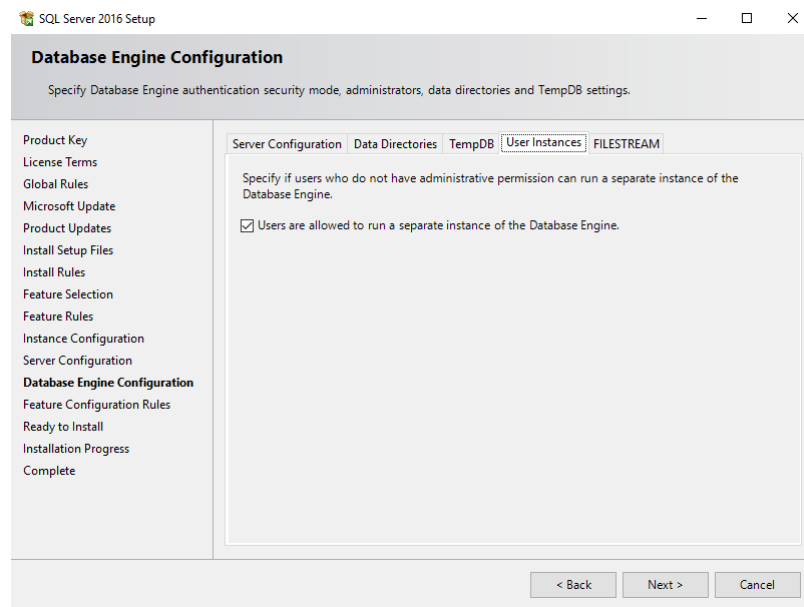 SQL Server 2016 Setup
Database Engine Configuration
Specify Database Engine authentication security mode, administrators, data directories and TempDB settings.
Product Key
License Terms
Global Rules
Microsoft Update
Product Updates
Install Setup Files
Install Rules
Feature Selection
Feature Rules
Instance Configuration
Server Configuration
Database Engine Configuration
Feature Configuration Rules
Ready to Install
Installation Progress
Complete
Server Configuration Data Directories TempDB User Instances FILESTREAM
Specify if users who do not have administrative permission can run a separate instance of the
Database Engine.
Users are allowed to run a separate instance of the Database Engine.
< Back Next > Cancel